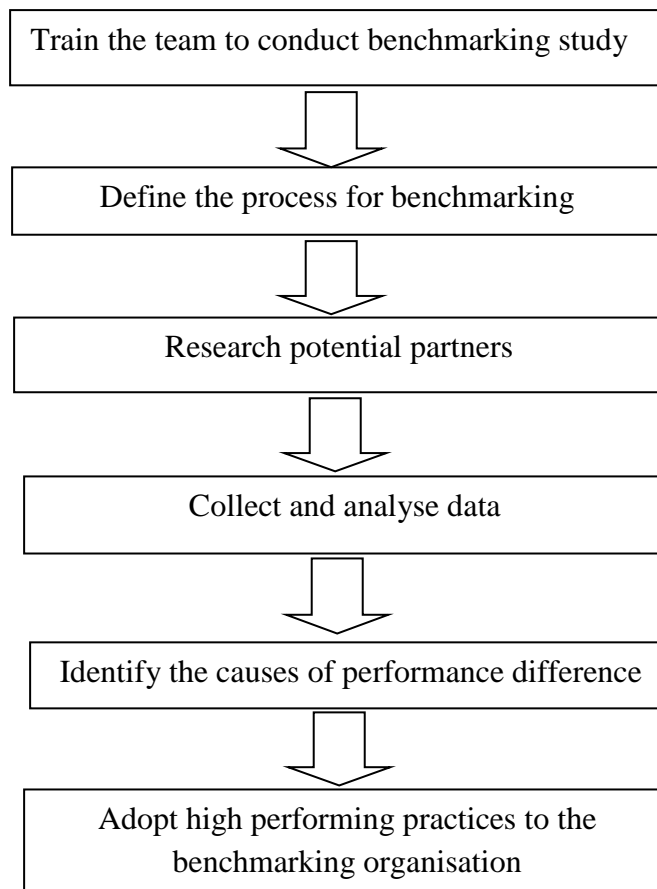 Train the team to conduct benchmarking study
Define the process for benchmarking
Research potential partners
Collect and analyse data
Identify the causes of performance difference
Adopt high performing practices to the
benchmarking organisation